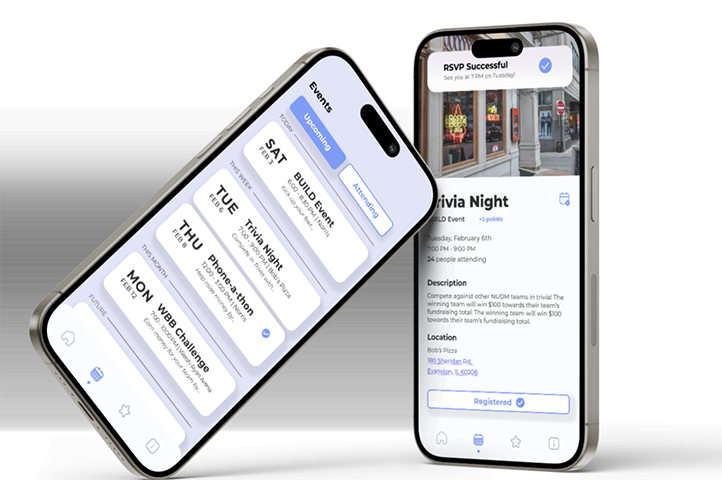 Events
Upcoming
Attending
TODAY
SAT
FEB 3
BUILD Event
6:00 - 8:30 PM | Norris
Kick up your feet...
THIS WEEK
TUE
FEB 6
Trivia Night
7:00 - 9:00 PM | Bob's Pizza
Compete in Trivia with...
THU
FEB 8
Phone-a-thon
12:00 - 3:00 PM | Norris
Help raise money by...
THIS MONTH
MON
FEB 12
WBB Challenge
7:00 - 10:00 PM | Welsh Ryan Arena
Earn money for your team by...
FUTURE
RSVP Successful
See you at 7 PM on Tuesday!
Trivia Night
BUILD Event +5 points
Tuesday, February 6th
7:00 PM - 9:00 PM
24 people attending
Description
Compete against other NUDM teams in trivia! The
winning team will win $100 towards their team's
fundraising total. The winning team will win $100
towards their team's fundraising total.
Location
Bob's Pizza
180 Sheridan Rd,
Evanston, IL 60208
Registered